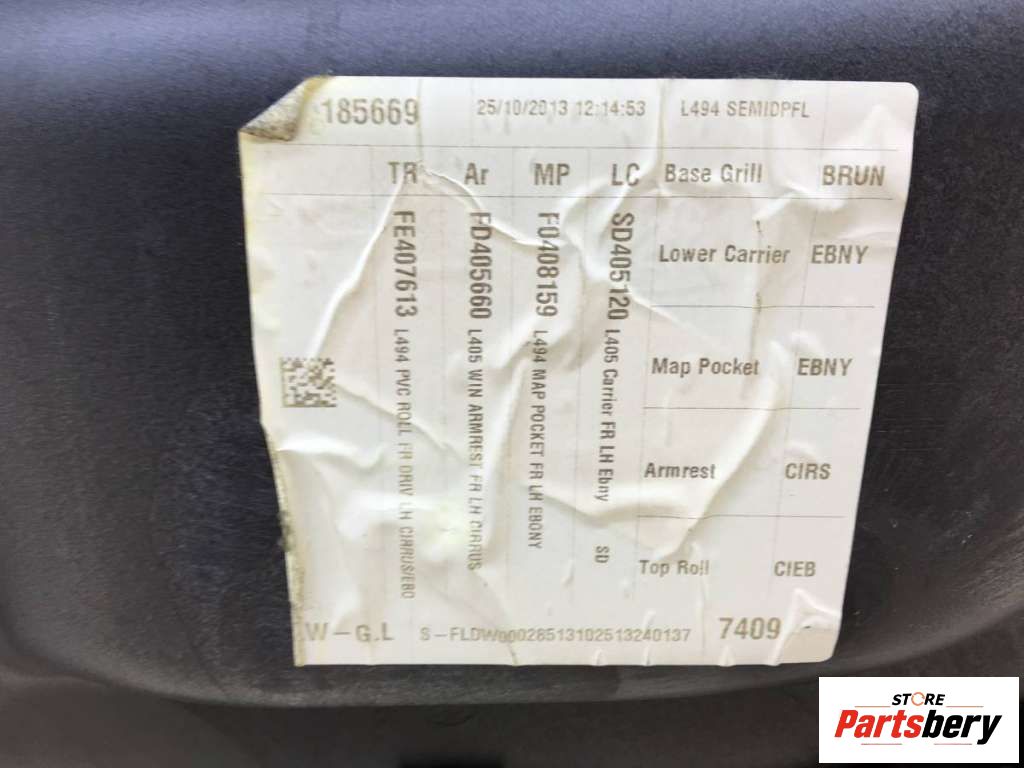 185669 25/10/2013 12:14:53 L494 SEMIDPFL
TR Ar MP LC Base Grill BRUN
FE407613 L494 PVC ROLL FR DRIV LH CIRRUS/EBO
FD405660 L405 WIN ARMREST FR LH CIRRUS
FD408159 L494 MAP POCKET FR LH EBONY
SD405120 L405 Carrier FR LH Ebny SD
Lower Carrier EBNY
Map Pocket EBNY
Armrest CIRS
Top Roll CIEB
W-G.L S-FLDW00028513102513240137 7409
STORE
Partsbery